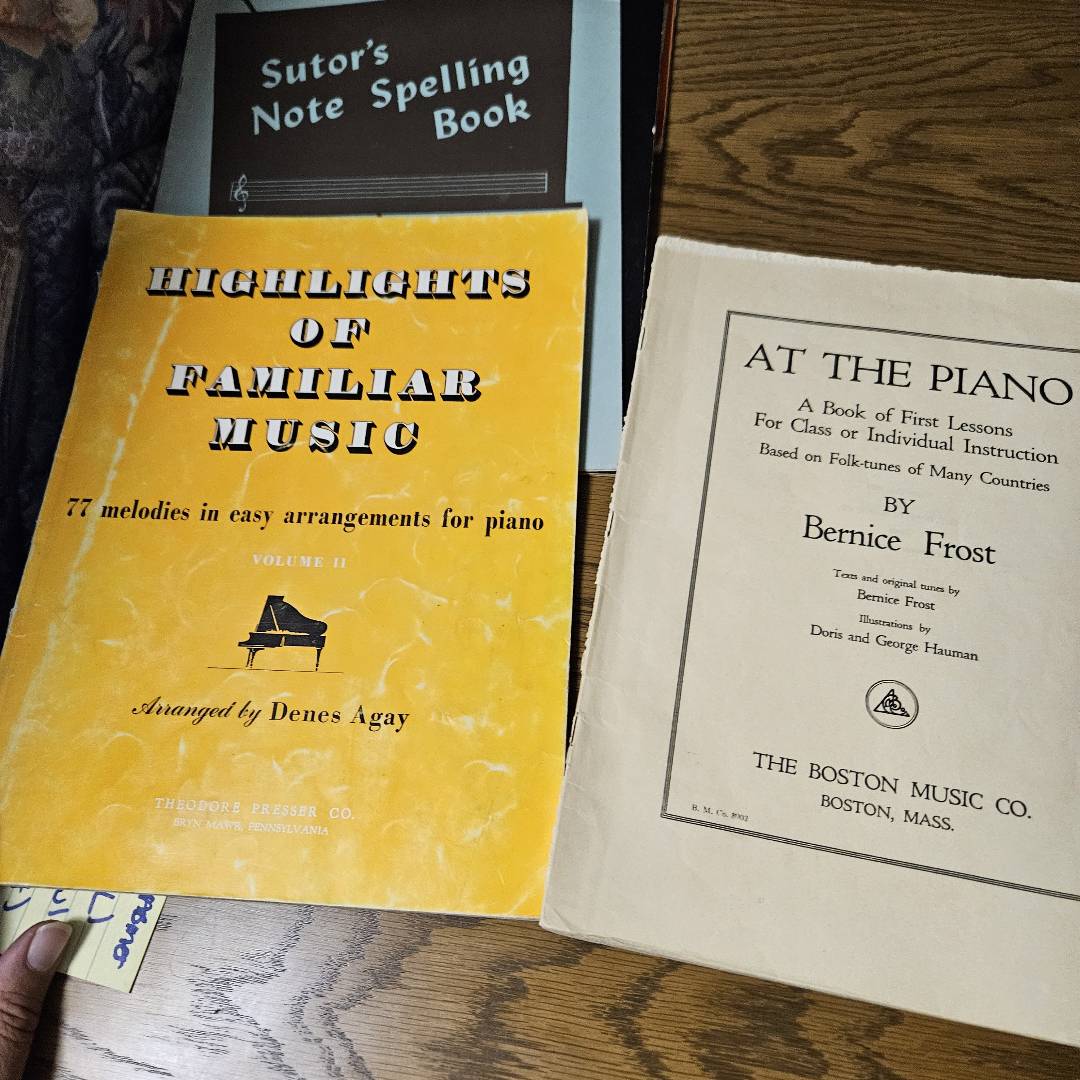 Sutor's
Note Spelling
Book
HIGHLIGHTS
OF
FAMILIAR
MUSIC
77 melodies in easy arrangements for piano
VOLUME II
Arranged by Denes Agay
THEODORE PRESSER CO.
BRYN MAWR, PENNSYLVANIA
AT THE PIANO
A Book of First Lessons
For Class or Individual Instruction
Based on Folk-tunes of Many Countries
BY
Bernice Frost
Texts and original tunes by
Bernice Frost
Illustrations by
Doris and George Hauman
THE BOSTON MUSIC CO.
BOSTON, MASS.
B. M. Co. 8902